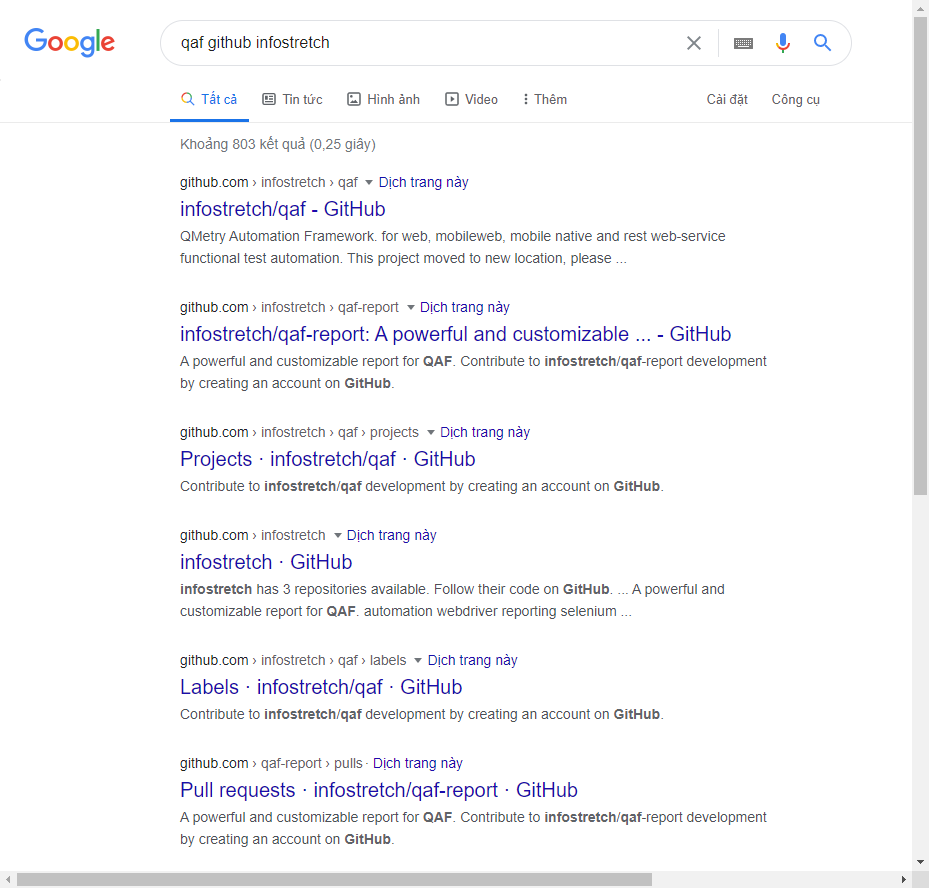 Google
qaf github infostretch
Tất cả Tin tức Hình ảnh Video Thêm Cài đặt Công cụ
Khoảng 803 kết quả (0,25 giây)
github.com › infostretch › qaf Dịch trang này
infostretch/qaf - GitHub
QMetry Automation Framework. for web, mobileweb, mobile native and rest web-service
functional test automation. This project moved to new location, please ...
github.com › infostretch › qaf-report Dịch trang này
infostretch/qaf-report: A powerful and customizable ... - GitHub
A powerful and customizable report for QAF. Contribute to infostretch/qaf-report development
by creating an account on GitHub.
github.com › infostretch › qaf › projects Dịch trang này
Projects · infostretch/qaf · GitHub
Contribute to infostretch/qaf development by creating an account on GitHub.
github.com › infostretch Dịch trang này
infostretch · GitHub
infostretch has 3 repositories available. Follow their code on GitHub. ... A powerful and
customizable report for QAF. automation webdriver reporting selenium ...
github.com › infostretch › qaf › labels Dịch trang này
Labels · infostretch/qaf · GitHub
Contribute to infostretch/qaf development by creating an account on GitHub.
github.com › qaf-report › pulls · Dịch trang này
Pull requests · infostretch/qaf-report · GitHub
A powerful and customizable report for QAF. Contribute to infostretch/qaf-report development
by creating an account on GitHub.